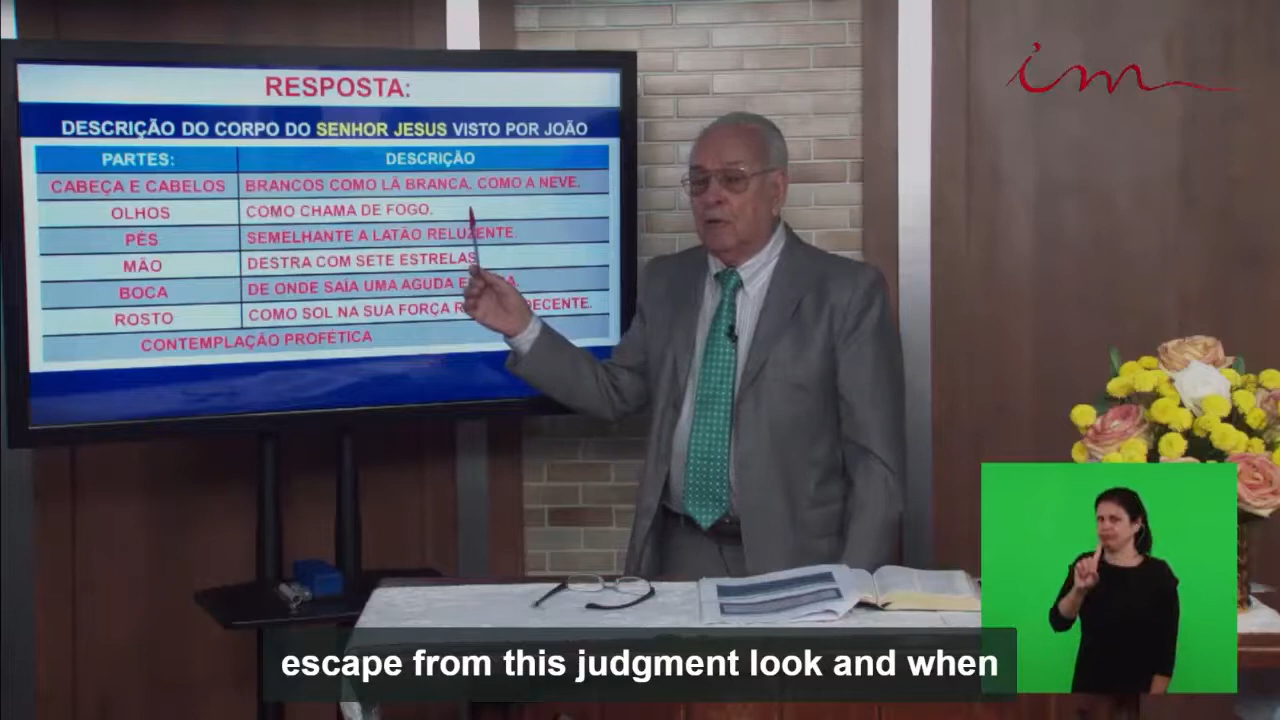 im
RESPOSTA:
DESCRIÇÃO DO CORPO DO SENHOR JESUS VISTO POR JOÃO
PARTES: DESCRIÇÃO
CABEÇA E CABELOS BRANCOS COMO LÃ BRANCA, COMO A NEVE.
OLHOS COMO CHAMA DE FOGO.
PÉS SEMELHANTE A LATÃO RELUZENTE.
MÃO DESTRA COM SETE ESTRELAS
BOCA DE ONDE SAÍA UMA AGUDA
ROSTO COMO SOL NA SUA FORÇA
CONTEMPLAÇÃO PROFÉTICA
escape from this judgment look and when